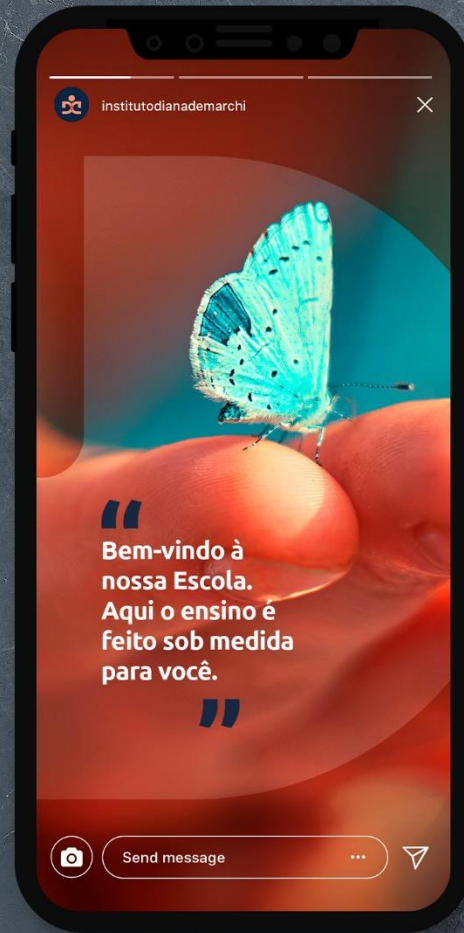 institutodianademarchi
“
Bem-vindo à
nossa Escola.
Aqui o ensino é
feito sob medida
para você.
”
Send message